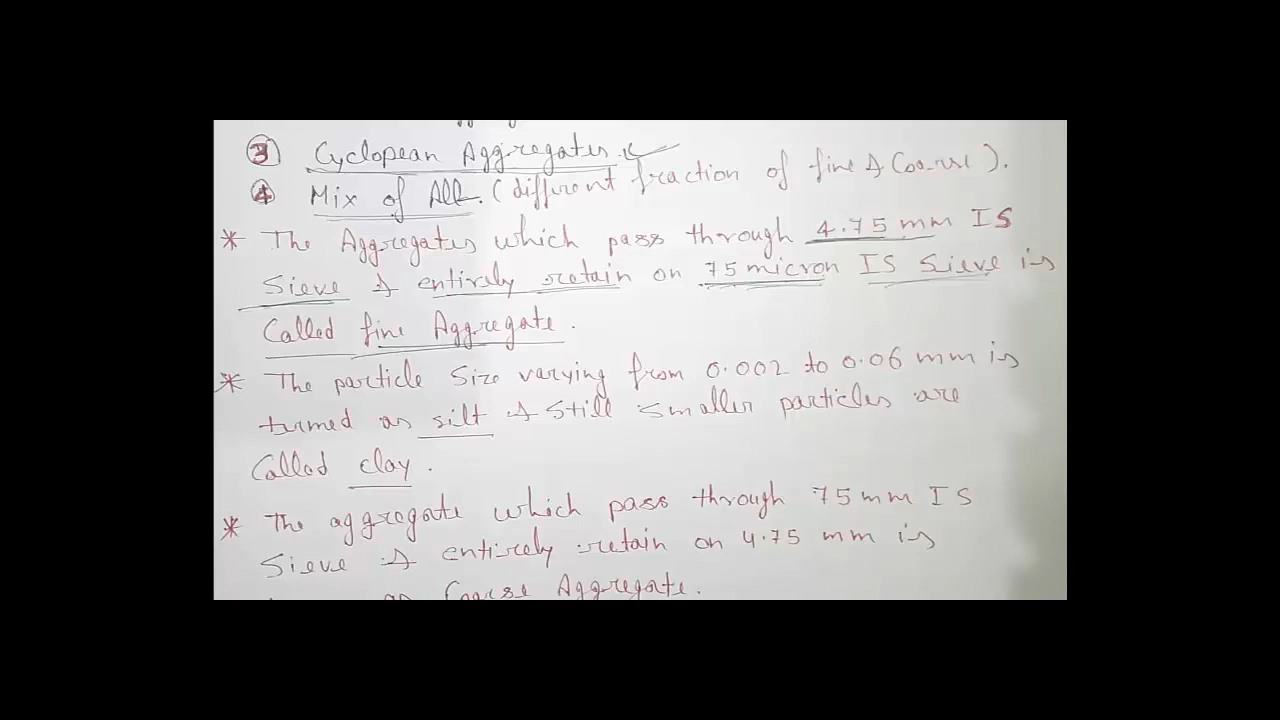 ③ Cyclopean Aggregates.
④ Mix of All. (different fraction of fine & Coarse).
* The Aggregates which pass through 4.75 mm IS
Sieve & entirely retain on 75 micron IS Sieve is
Called fine Aggregate.
* The particle Size varying from 0.002 to 0.06 mm is
turmed as silt & Still smaller particles are
Called clay.
* The aggregate which pass through 75 mm IS
Sieve & entirely retain on 4.75 mm is
as Coarse Aggregate.